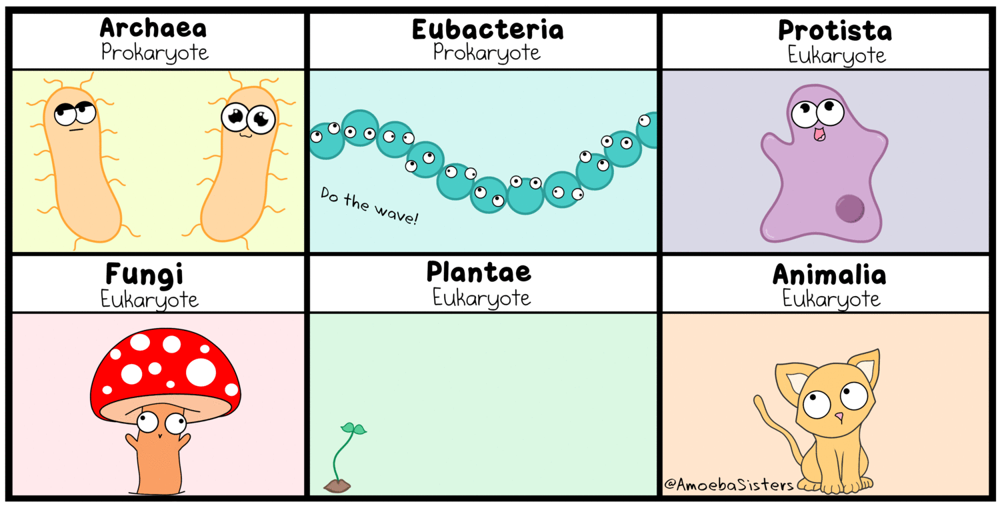 Archaea
Prokaryote
Eubacteria
Prokaryote
Protista
Eukaryote
Do the wave!
Fungi
Eukaryote
Plantae
Eukaryote
Animalia
Eukaryote
@AmoebaSisters